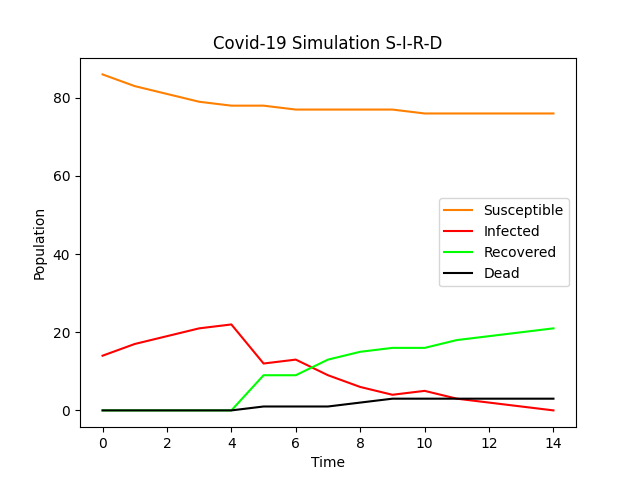 Covid-19 Simulation S-I-R-D
Population
80
60
40
20
0
Susceptible
Infected
Recovered
Dead
0 2 4 6 8 10 12 14
Time